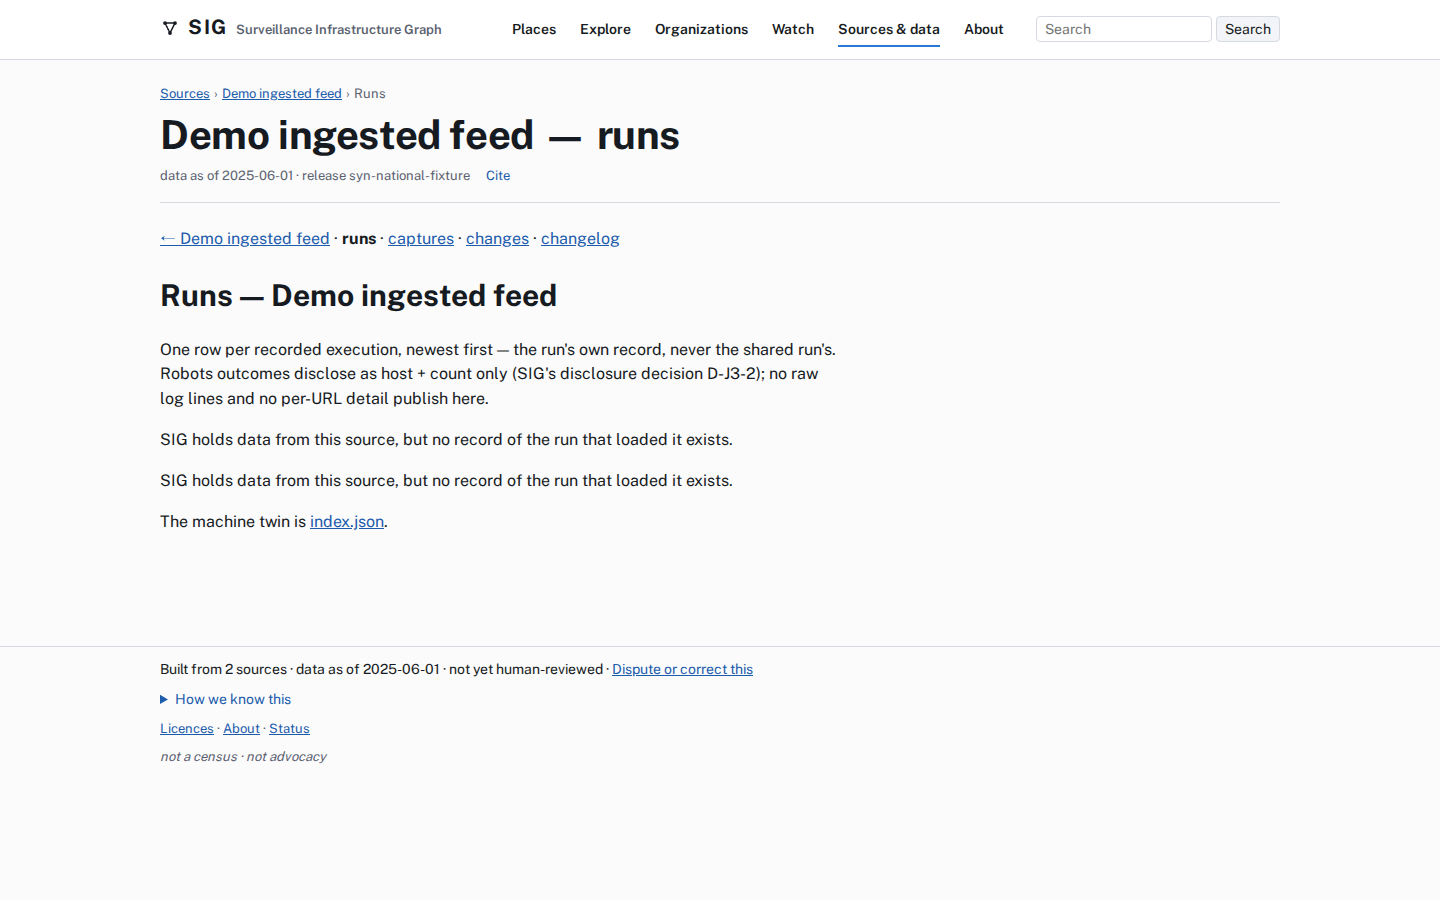 SIG Surveillance Infrastructure Graph Places Explore Organizations Watch Sources & data About Search Search
Sources › Demo ingested feed › Runs
Demo ingested feed — runs
data as of 2025-06-01 · release syn-national-fixture Cite
← Demo ingested feed · runs · captures · changes · changelog
Runs — Demo ingested feed
One row per recorded execution, newest first — the run's own record, never the shared run's.
Robots outcomes disclose as host + count only (SIG's disclosure decision D-J3-2); no raw
log lines and no per-URL detail publish here.
SIG holds data from this source, but no record of the run that loaded it exists.
SIG holds data from this source, but no record of the run that loaded it exists.
The machine twin is index.json.
Built from 2 sources · data as of 2025-06-01 · not yet human-reviewed · Dispute or correct this
▶ How we know this
Licences · About · Status
not a census · not advocacy